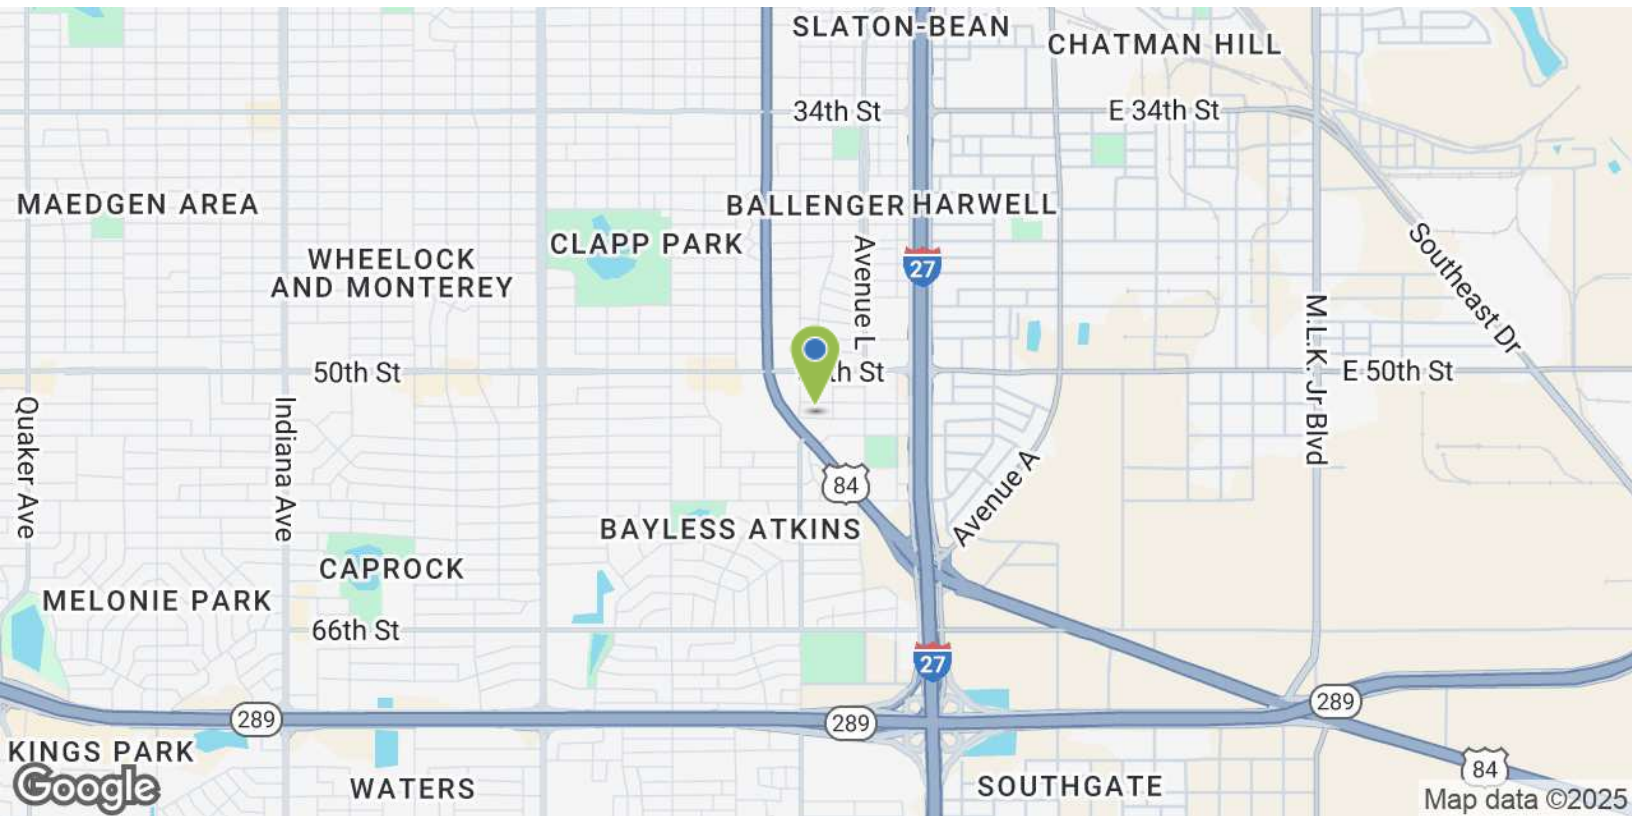 SLATON-BEAN
CHATMAN HILL
34th St
E 34th St
MAEDGEN AREA
BALLENGER
HARWELL
CLAPP PARK
WHEELOCK
AND MONTEREY
Avenue L
27
Southeast Dr
M.L.K. Jr Blvd
50th St
th St
E 50th St
Quaker Ave
Indiana Ave
84
Avenue A
BAYLESS ATKINS
CAPROCK
MELONIE PARK
66th St
27
289
289
289
KINGS PARK
WATERS
SOUTHGATE
84
Google
Map data ©2025